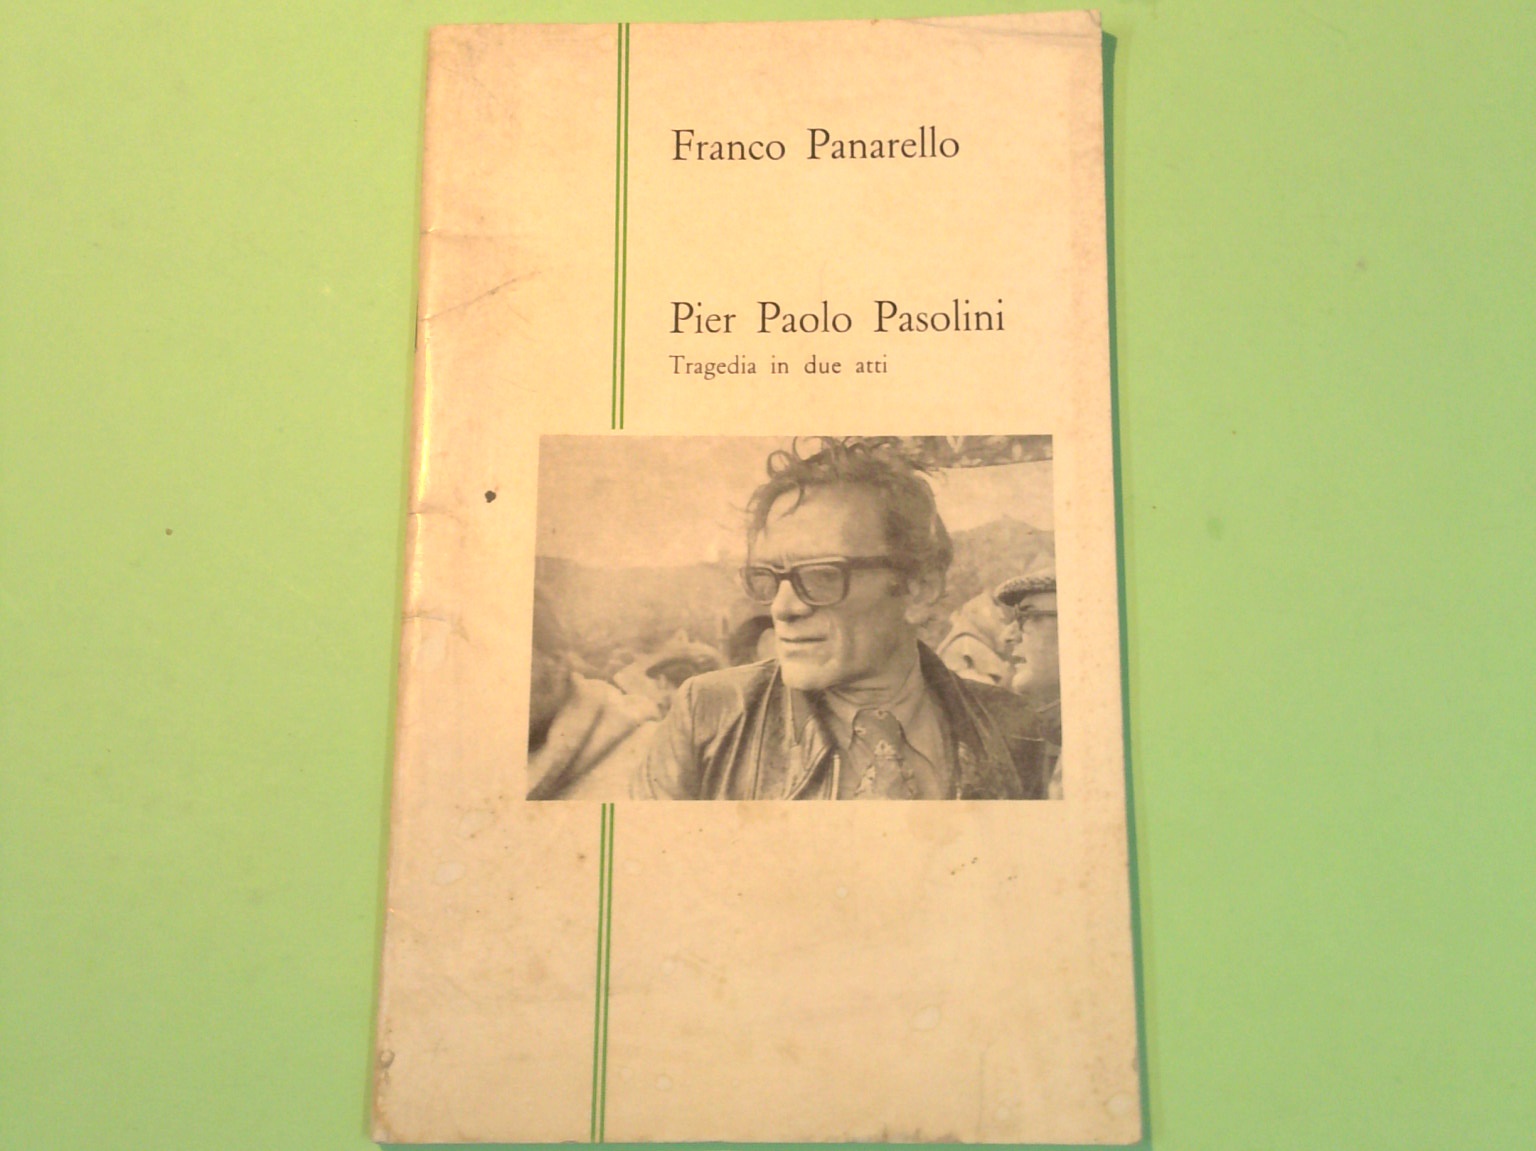 Franco Panarello
Pier Paolo Pasolini
Tragedia in due atti